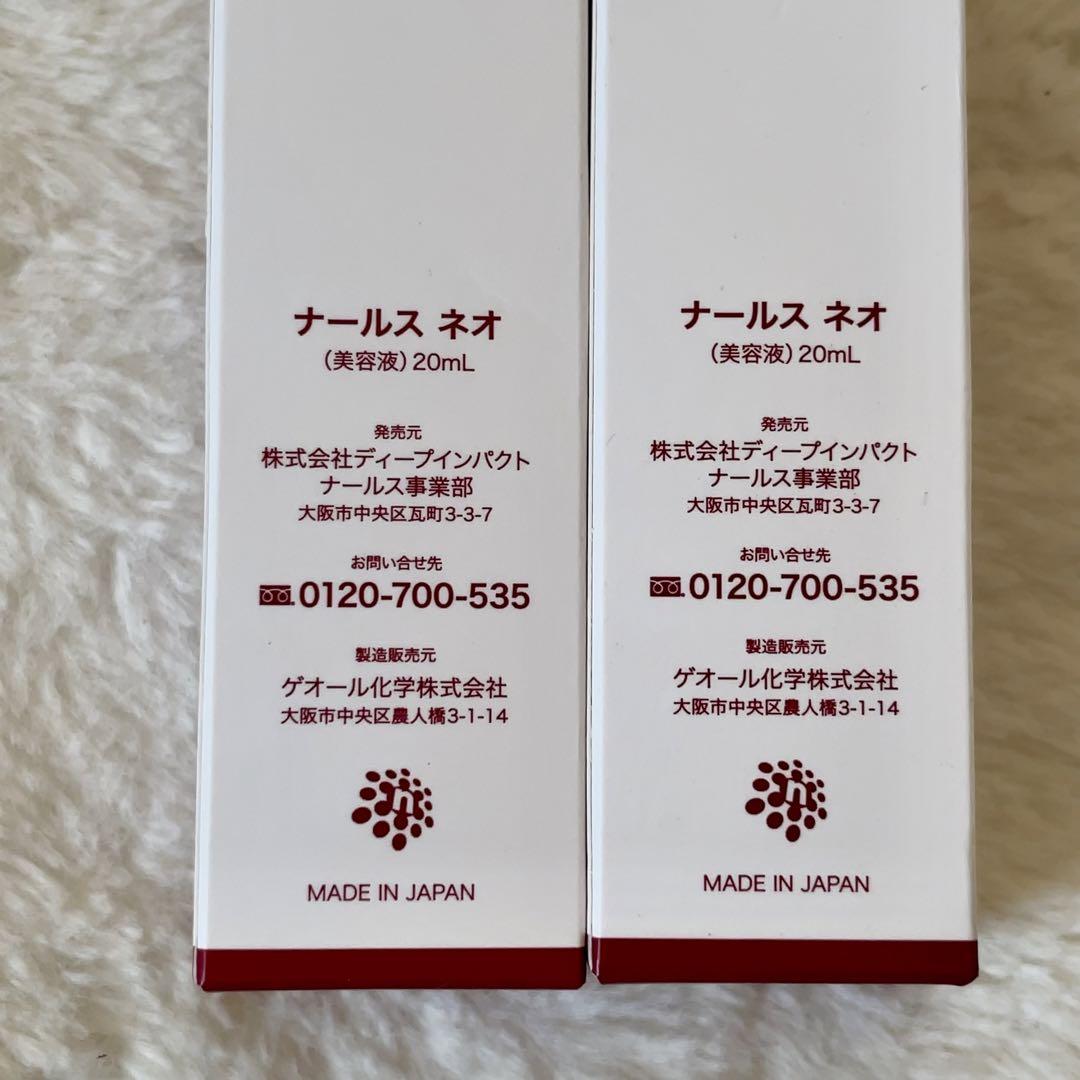 ナールス ネオ
(美容液) 20mL
発売元
株式会社ディープインパクト
ナールス事業部
大阪市中央区瓦町3-3-7
お問い合せ先
0120-700-535
製造販売元
ゲオール化学株式会社
大阪市中央区農人橋3-1-14
MADE IN JAPAN
ナールス ネオ
(美容液) 20mL
発売元
株式会社ディープインパクト
ナールス事業部
大阪市中央区瓦町3-3-7
お問い合せ先
0120-700-535
製造販売元
ゲオール化学株式会社
大阪市中央区農人橋3-1-14
MADE IN JAPAN